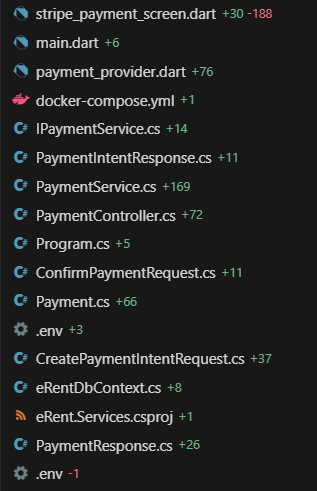 stripe_payment_screen.dart +30 -188
main.dart +6
payment_provider.dart +76
docker-compose.yml +1
C# IPaymentService.cs +14
C# PaymentIntentResponse.cs +11
C# PaymentService.cs +169
C# PaymentController.cs +72
C# Program.cs +5
C# ConfirmPaymentRequest.cs +11
C# Payment.cs +66
.env +3
C# CreatePaymentIntentRequest.cs +37
C# eRentDbContext.cs +8
eRent.Services.csproj +1
C# PaymentResponse.cs +26
.env -1